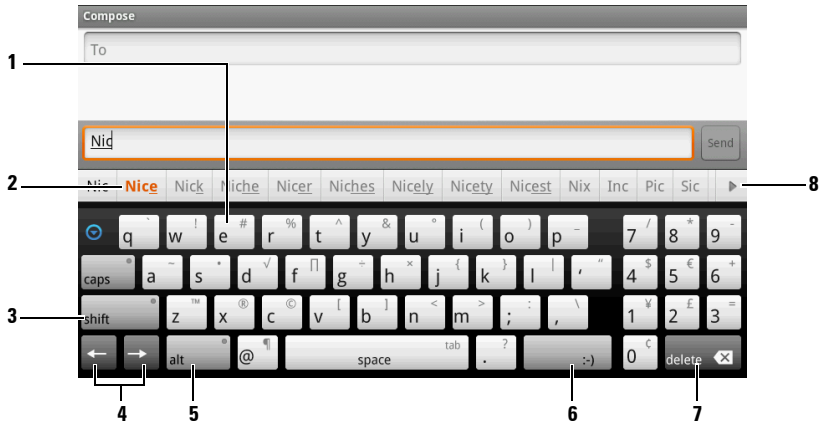 Compose
To
1
Nic
Send
2 Nic Nice Nick Niche Nicer Niches Nicely Nicety Nicest Nix Inc Pic Sic 8
q ` w ! e # r % t ^ y & u ° i ( o ) p _ 7 / 8 * 9 -
caps a ~ s • d √ f ∏ g ÷ h × j { k } l | ‘ “ 4 $ 5 € 6 +
3 shift z ™ x ® c © v [ b ] n < m > ; : , \ 1 ¥ 2 £ 3 =
← → alt @ ¶ space tab . ? :-) 0 ¢ delete
4 5 6 7